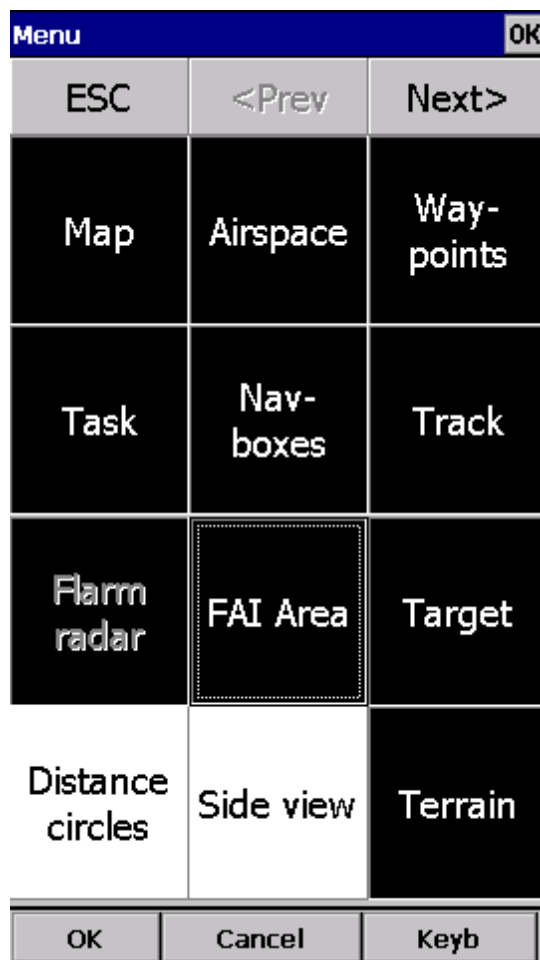 Menu OK
ESC <Prev Next>
Map Airspace Way-
points
Task Nav-
boxes Track
Flarm
radar FAI Area Target
Distance
circles Side view Terrain
OK Cancel Keyb